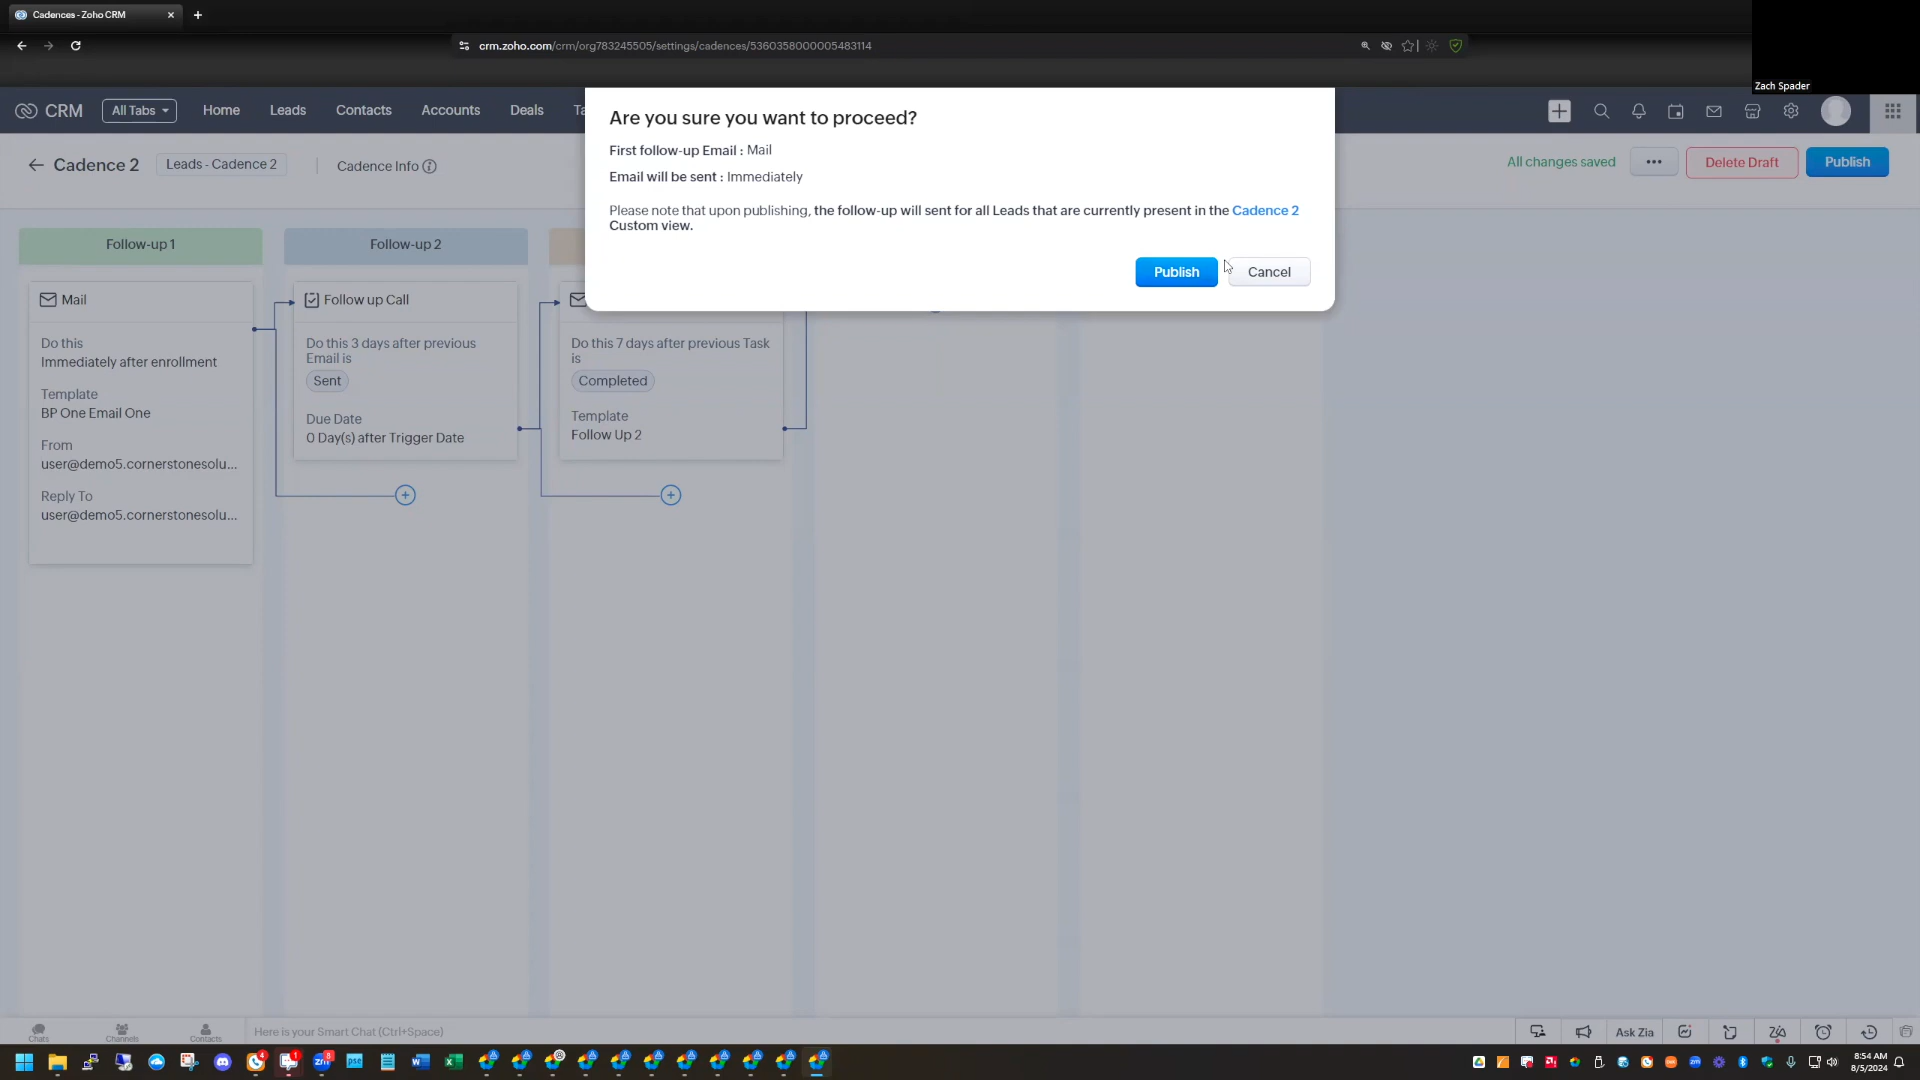 Cadences - Zoho CRM
crm.zoho.com/crm/org783245505/settings/cadences/5360358000005483114
Zach Spader
CRM
All Tabs
Home
Leads
Contacts
Accounts
Deals
Ta
Are you sure you want to proceed?
First follow-up Email : Mail
Email will be sent : Immediately
Please note that upon publishing, the follow-up will sent for all Leads that are currently present in the Cadence 2
Custom view.
Publish
Cancel
Cadence 2
Leads - Cadence 2
Cadence Info
All changes saved
Delete Draft
Publish
Follow-up 1
Follow-up 2
Mail
Do this
Immediately after enrollment
Template
BP One Email One
From
user@demo5.cornerstonesolu...
Reply To
user@demo5.cornerstonesolu...
Follow up Call
Do this 3 days after previous
Email is
Sent
Due Date
0 Day(s) after Trigger Date
Do this 7 days after previous Task
is
Completed
Template
Follow Up 2
Chats
Channels
Contacts
Here is your Smart Chat (Ctrl+Space)
Ask Zia
8:54 AM
8/5/2024